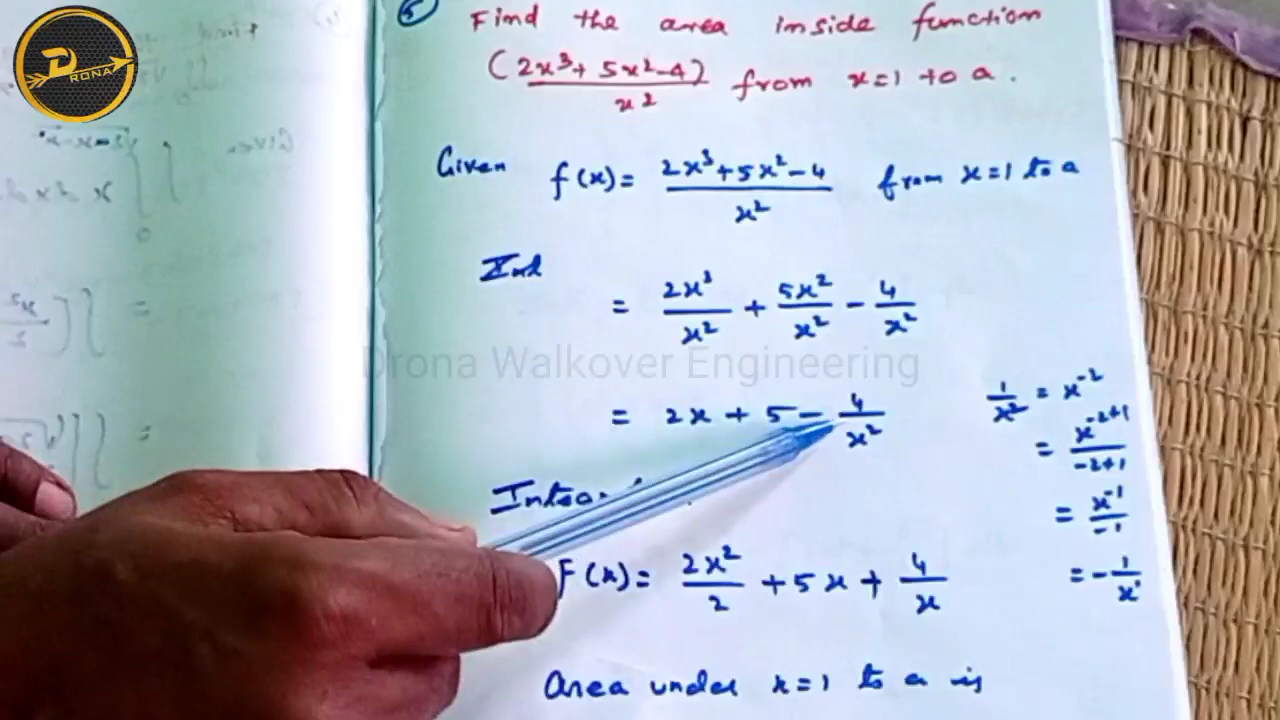 DRONA
5 Find the area inside function
(2x³ + 5x² - 4) / x² from x=1 to a.
Given f(x) = (2x³ + 5x² - 4) / x² from x=1 to a
= 2x³/x² + 5x²/x² - 4/x²
Drona Walkover Engineering
= 2x + 5 - 4/x²
1/x² = x⁻²
= x⁻²⁺¹/-2+1
= x⁻¹/-1
= -1/x¹
F(x) = 2x²/2 + 5x + 4/x
Area under x=1 to a is